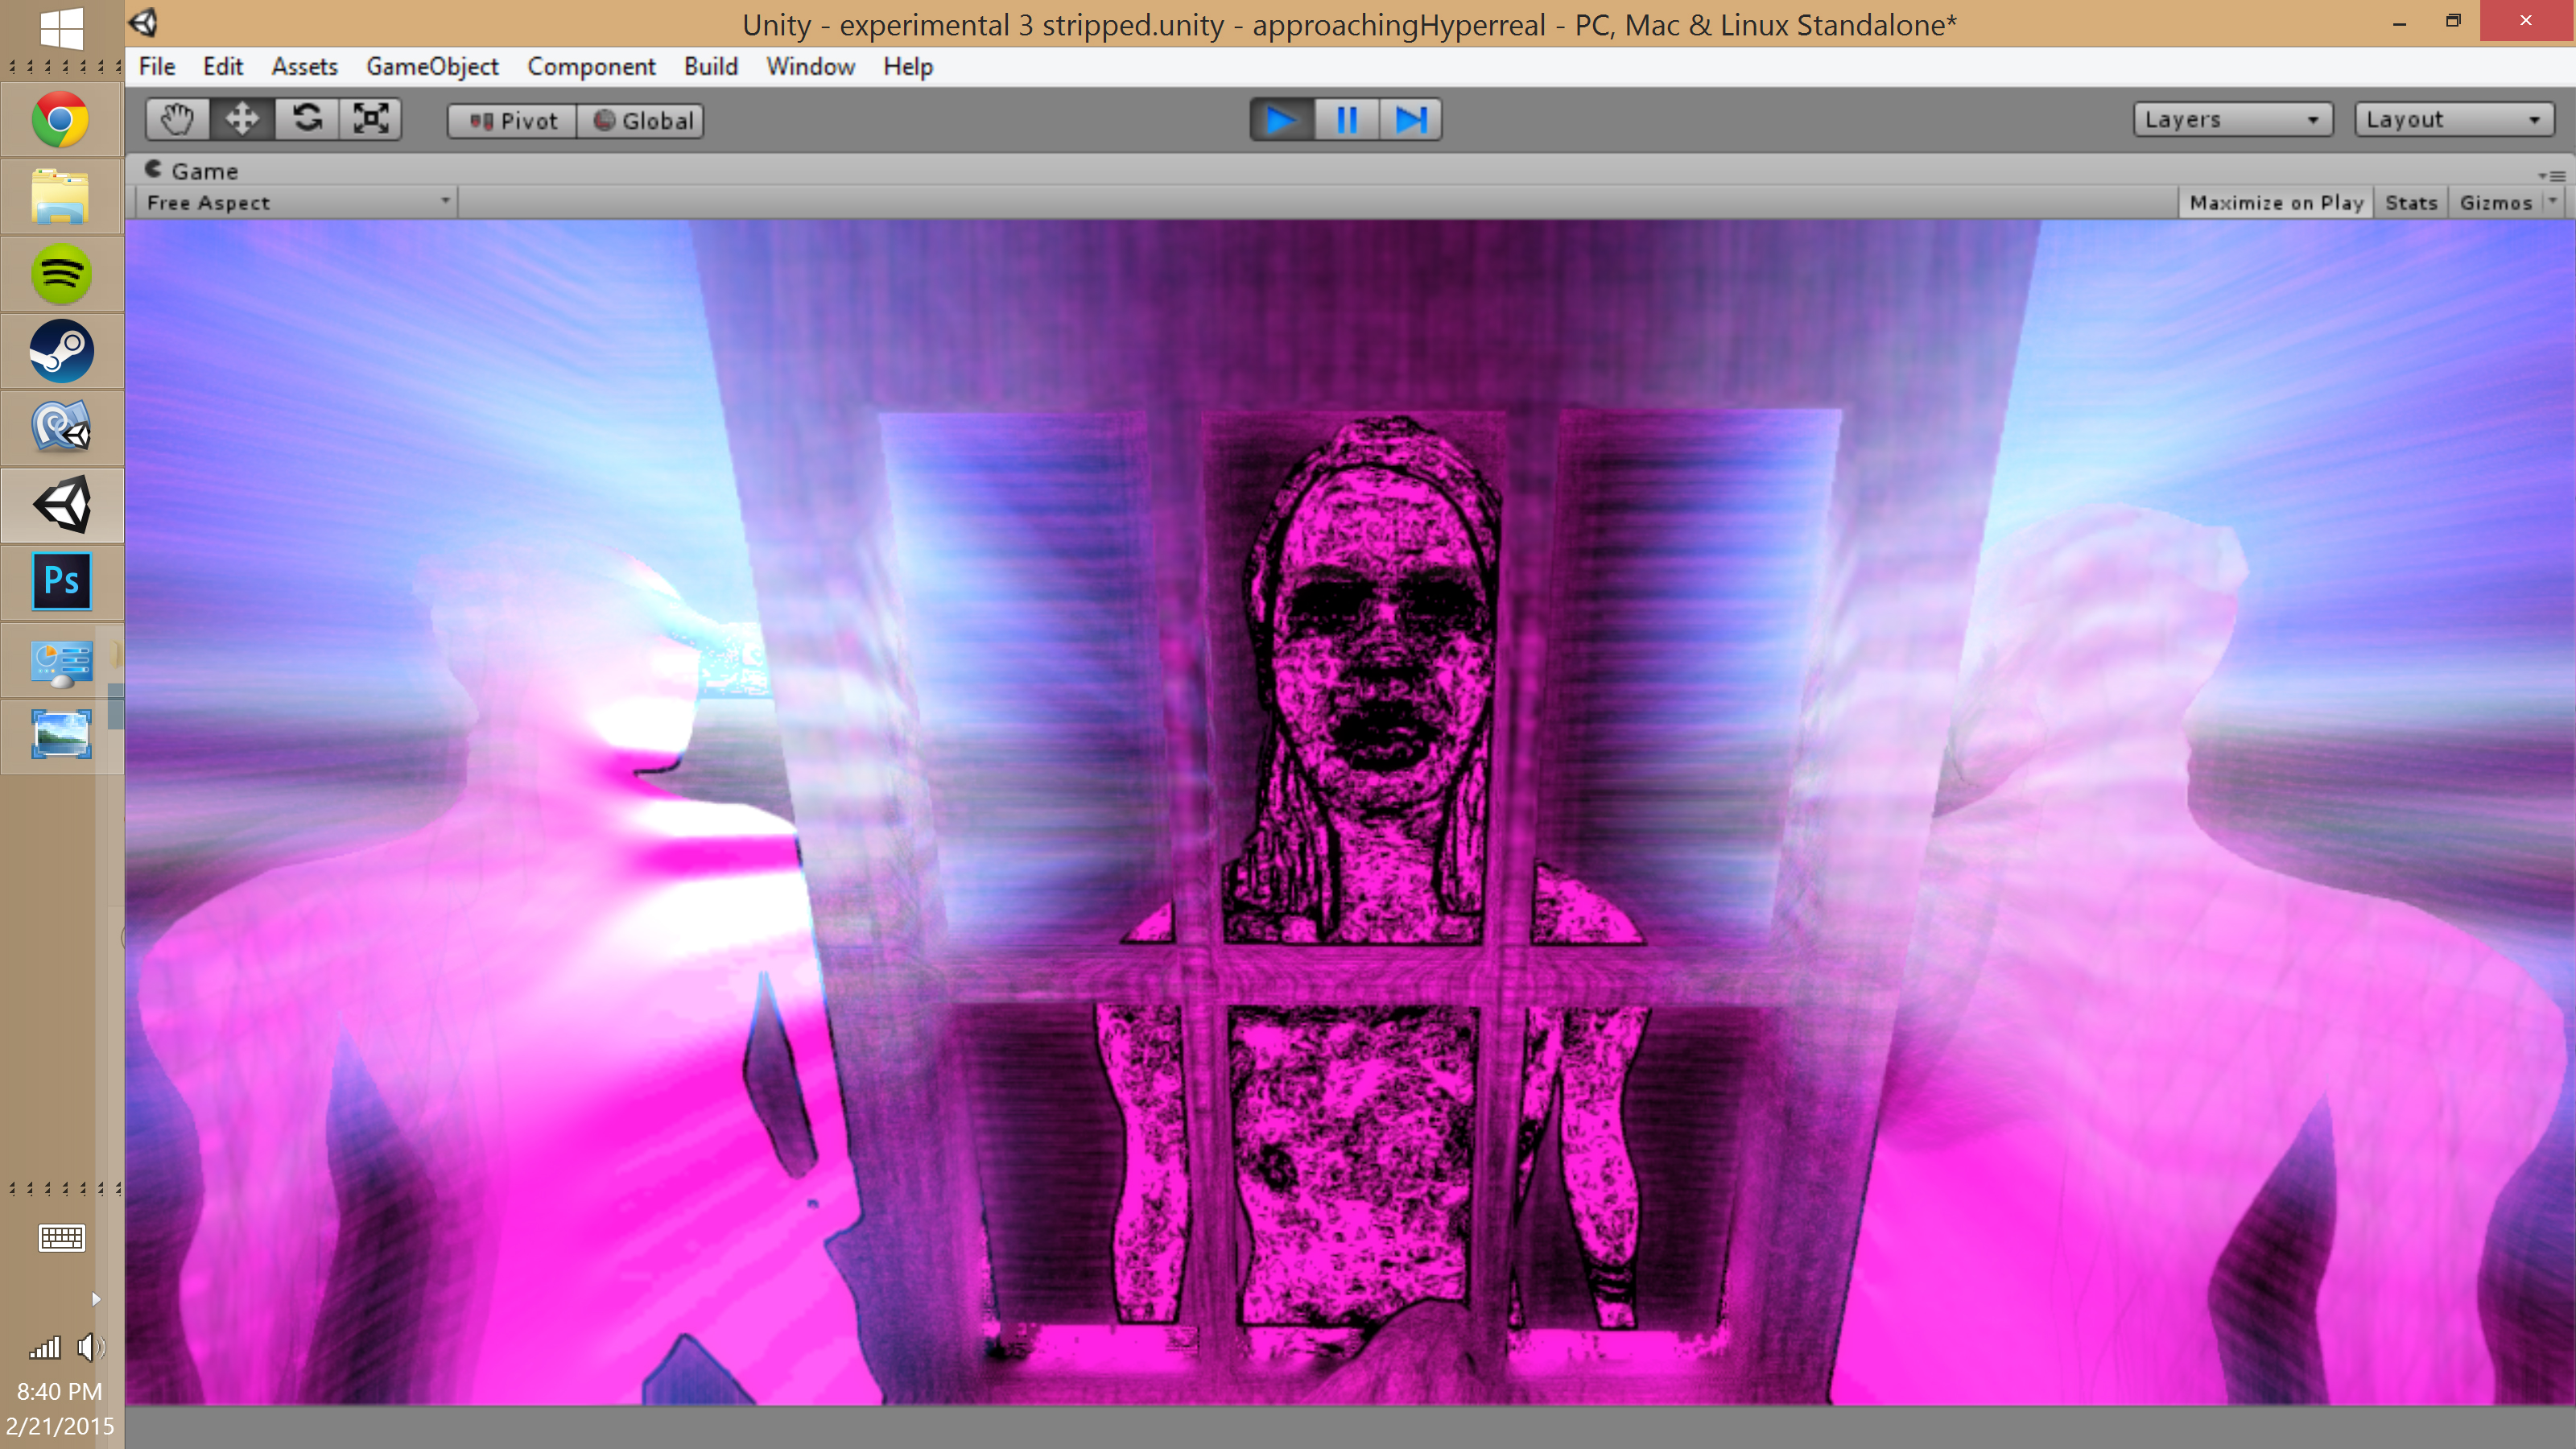 Unity - experimental 3 stripped.unity - approachingHyperreal - PC, Mac & Linux Standalone*
File Edit Assets GameObject Component Build Window Help
Pivot Global Layers Layout
Game
Free Aspect Maximize on Play Stats Gizmos
Ps
8:40 PM
2/21/2015